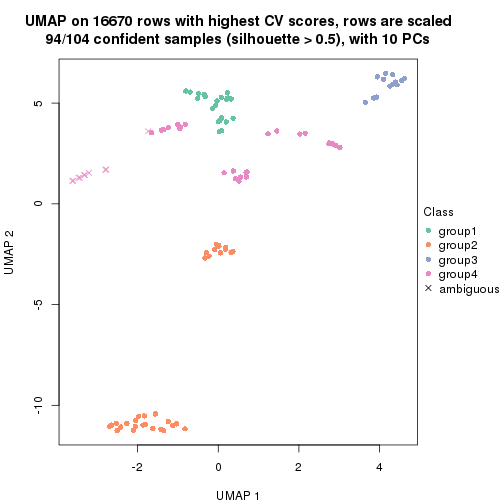 UMAP on 16670 rows with highest CV scores, rows are scaled
94/104 confident samples (silhouette > 0.5), with 10 PCs
5
0
-5
-10
UMAP 2
-2
0
2
4
UMAP 1
Class
group1
group2
group3
group4
ambiguous